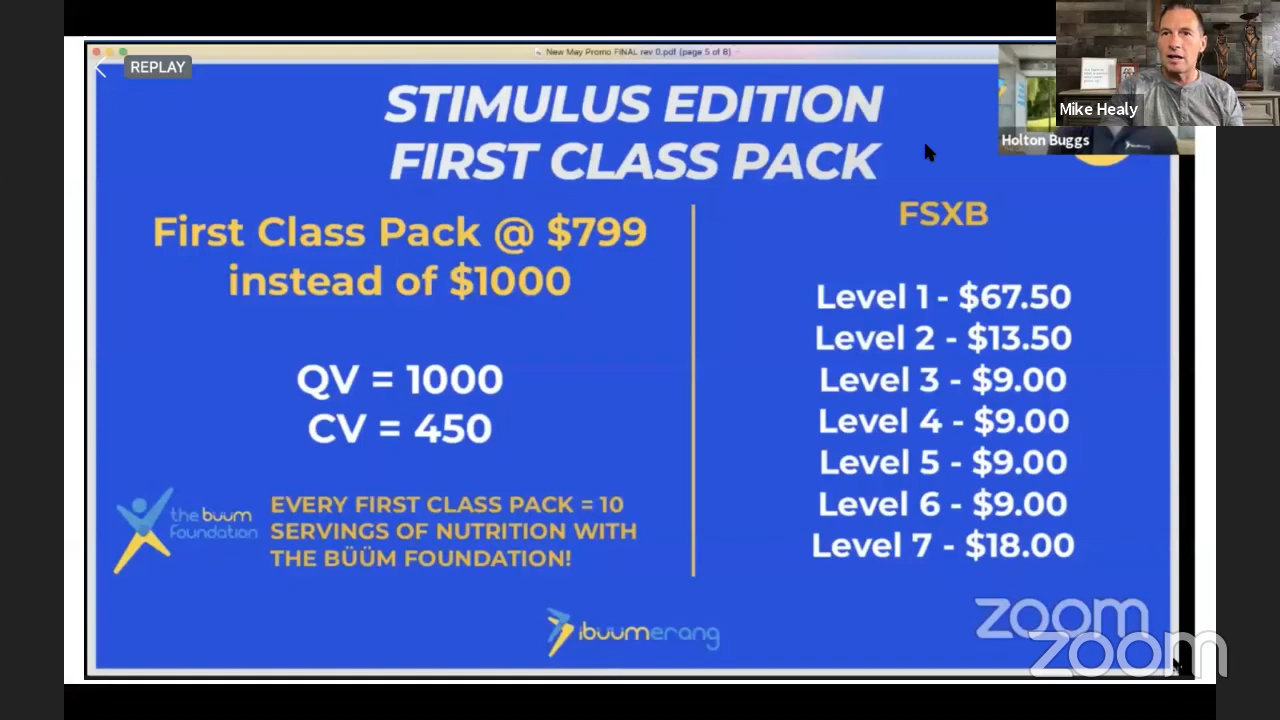 New May Promo FINAL rev 0.pdf (page 5 of 8)
REPLAY
Mike Healy
Holton Buggs
STIMULUS EDITION
FIRST CLASS PACK
First Class Pack @ $799
instead of $1000
QV = 1000
CV = 450
the buum
foundation
EVERY FIRST CLASS PACK = 10
SERVINGS OF NUTRITION WITH
THE BÜÜM FOUNDATION!
FSXB
Level 1 - $67.50
Level 2 - $13.50
Level 3 - $9.00
Level 4 - $9.00
Level 5 - $9.00
Level 6 - $9.00
Level 7 - $18.00
ibuumerang
zoom
zoom